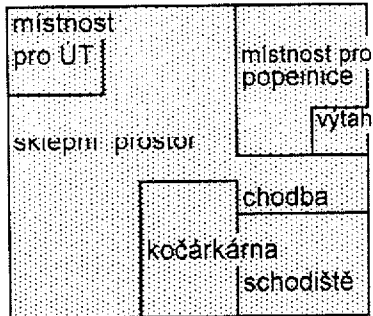 místnost
pro ÚT
místnost pro
popelnice
výtah
sklepní prostor
chodba
kočárkárna
schodiště